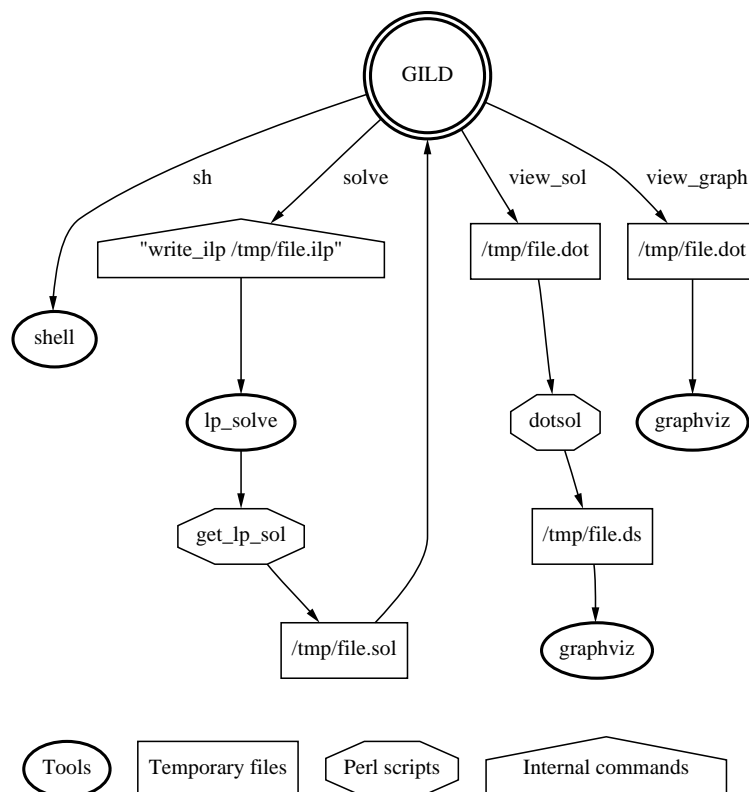 GILD
sh
solve
view_sol
view_graph
"write_ilp /tmp/file.ilp"
/tmp/file.dot
/tmp/file.dot
shell
lp_solve
dotsol
graphviz
get_lp_sol
/tmp/file.ds
/tmp/file.sol
graphviz
Tools
Temporary files
Perl scripts
Internal commands